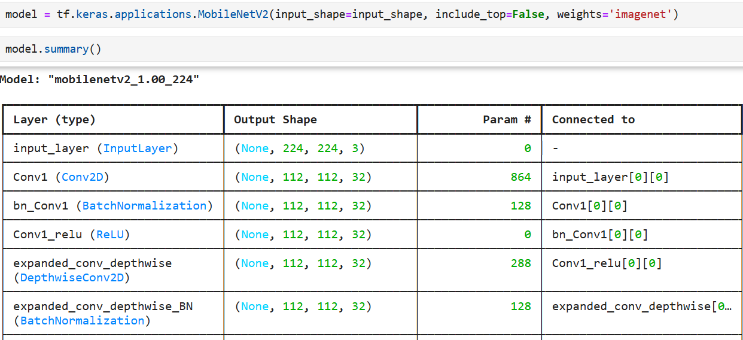 model = tf.keras.applications.MobileNetV2(input_shape=input_shape, include_top=False, weights='imagenet')
model.summary()
Model: "mobilenetv2_1.00_224"
Layer (type) Output Shape Param # Connected to
input_layer (InputLayer) (None, 224, 224, 3) 0 -
Conv1 (Conv2D) (None, 112, 112, 32) 864 input_layer[0][0]
bn_Conv1 (BatchNormalization) (None, 112, 112, 32) 128 Conv1[0][0]
Conv1_relu (ReLU) (None, 112, 112, 32) 0 bn_Conv1[0][0]
expanded_conv_depthwise (None, 112, 112, 32) 288 Conv1_relu[0][0]
(DepthwiseConv2D)
expanded_conv_depthwise_BN (None, 112, 112, 32) 128 expanded_conv_depthwise[0…
(BatchNormalization)